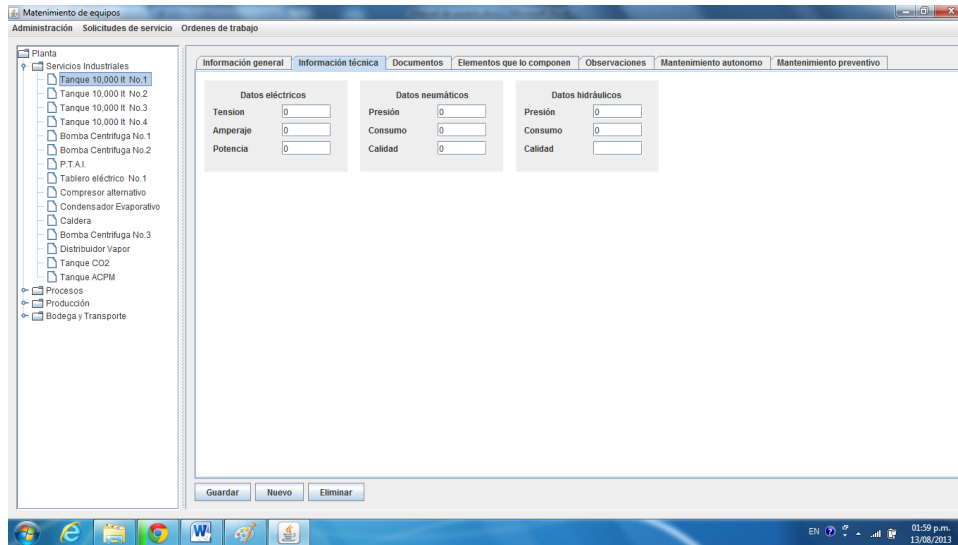 Matenimiento de equipos
Administración Solicitudes de servicio Ordenes de trabajo
Planta
Servicios Industriales
Tanque 10,000 lt No.1
Tanque 10,000 lt No.2
Tanque 10,000 lt No.3
Tanque 10,000 lt No.4
Bomba Centrifuga No.1
Bomba Centrifuga No.2
P.T.A.I.
Tablero eléctrico No.1
Compresor alternativo
Condensador Evaporativo
Caldera
Bomba Centrifuga No.3
Distribuidor Vapor
Tanque CO2
Tanque ACPM
Procesos
Producción
Bodega y Transporte
Información general Información técnica Documentos Elementos que lo componen Observaciones Mantenimiento autonomo Mantenimiento preventivo
Datos eléctricos
Tension 0
Amperaje 0
Potencia 0
Datos neumáticos
Presión 0
Consumo 0
Calidad 0
Datos hidráulicos
Presión 0
Consumo 0
Calidad
Guardar Nuevo Eliminar
EN 01:59 p.m.
13/08/2013